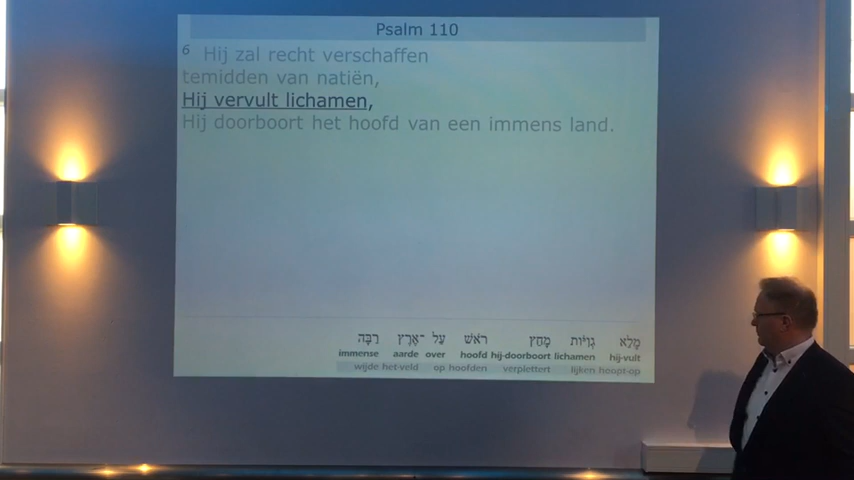 Psalm 110
6 Hij zal recht verschaffen
temidden van natiën,
Hij vervult lichamen,
Hij doorboort het hoofd van een immens land.
מָלֵא גְוִיּוֹת מָחַץ רֹאשׁ עַל־אֶרֶץ רַבָּה
immense aarde over hoofd hij-doorboort lichamen hij-vult
wijde het-veld op hoofden verplettert lijken hoopt-op